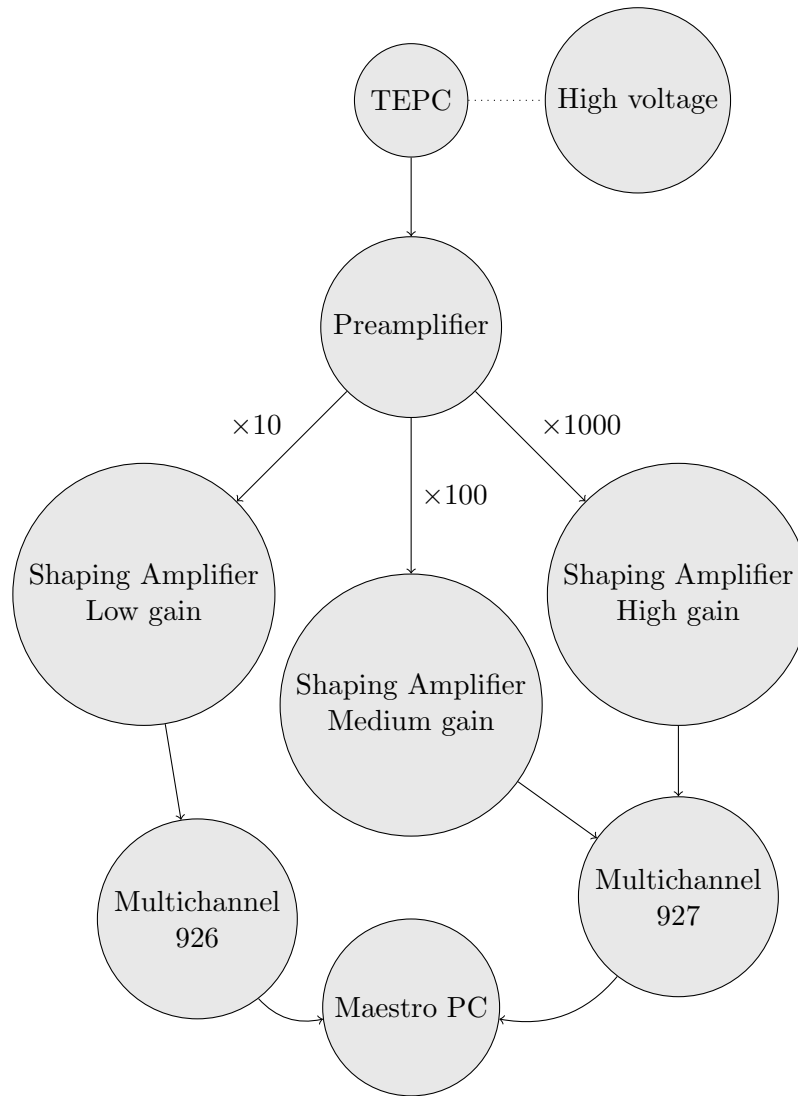 TEPC
High voltage
Preamplifier
×10
×1000
×100
Shaping Amplifier
Low gain
Shaping Amplifier
High gain
Shaping Amplifier
Medium gain
Multichannel
926
Multichannel
927
Maestro PC